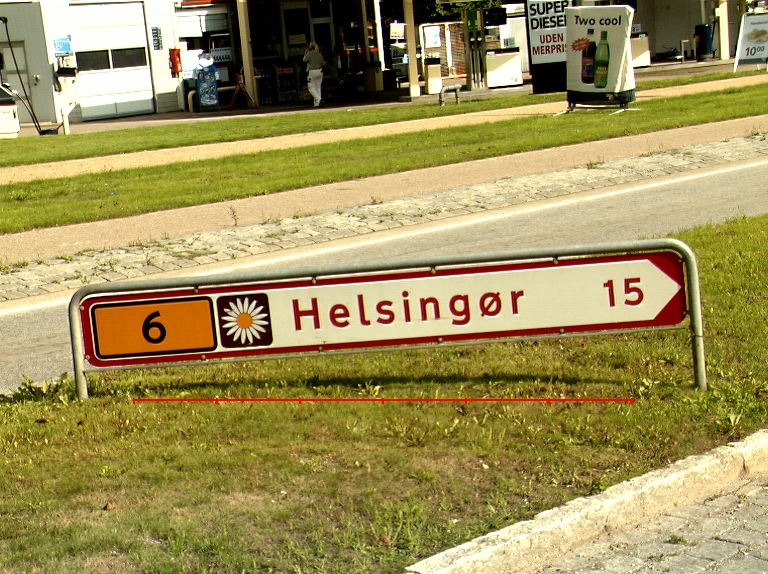 SUPER
DIESEL
UDEN
MERPRIS
Two cool
10.00
6 Helsingør 15